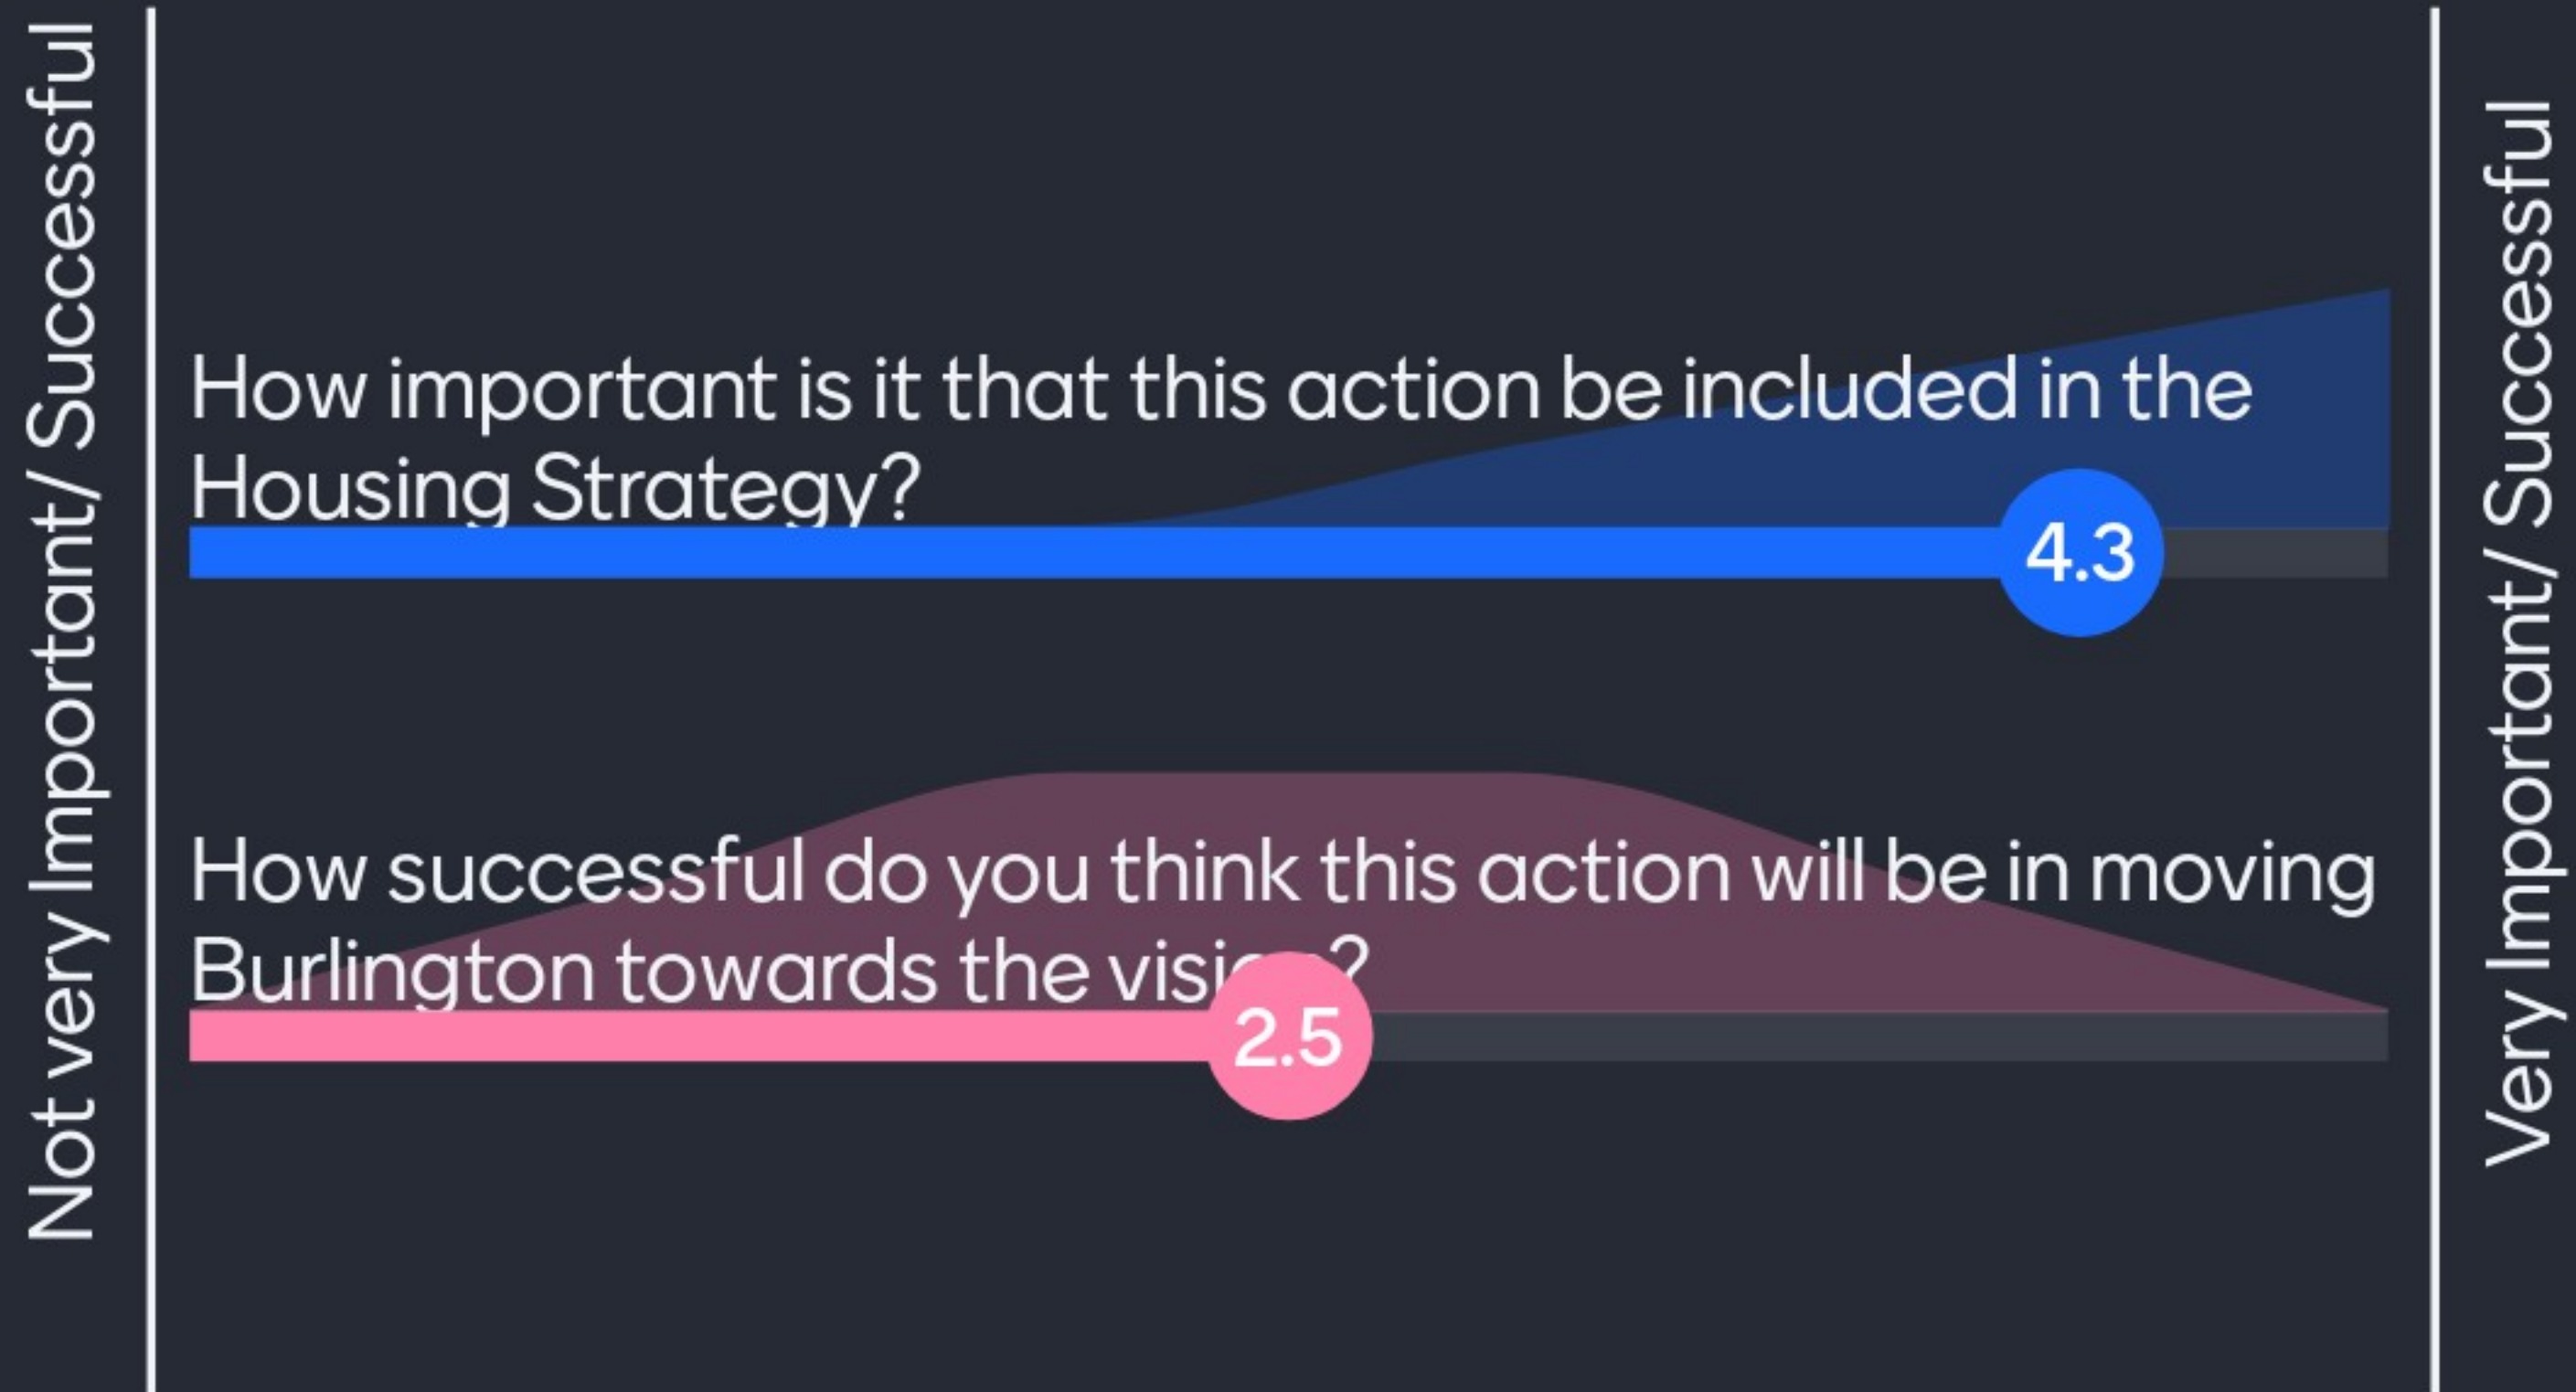 Not very Important/ Successful
How important is it that this action be included in the
Housing Strategy?
4.3
How successful do you think this action will be in moving
Burlington towards the
2.5
Very Important/ Successful